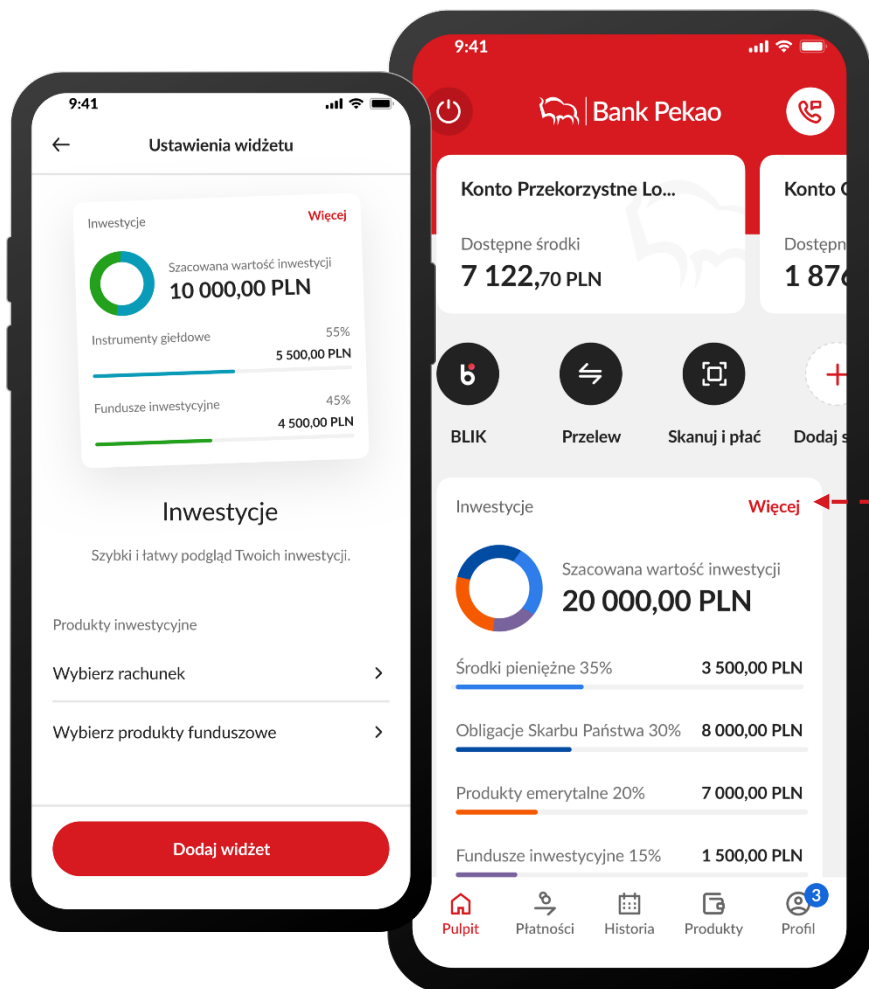 9:41
Ustawienia widżetu
Inwestycje
Więcej
Szacowana wartość inwestycji
10 000,00 PLN
Instrumenty giełdowe
55%
5 500,00 PLN
Fundusze inwestycyjne
45%
4 500,00 PLN
Inwestycje
Szybki i łatwy podgląd Twoich inwestycji.
Produkty inwestycyjne
Wybierz rachunek
Wybierz produkty funduszowe
Dodaj widżet
9:41
Bank Pekao
Konto Przekorzystne Lo...
Dostępne środki
7 122,70 PLN
Konto
Dostępn
1 876
BLIK
Przelew
Skanuj i płać
Dodaj s
Inwestycje
Więcej
Szacowana wartość inwestycji
20 000,00 PLN
Środki pieniężne 35%
3 500,00 PLN
Obligacje Skarbu Państwa 30%
8 000,00 PLN
Produkty emerytalne 20%
7 000,00 PLN
Fundusze inwestycyjne 15%
1 500,00 PLN
Pulpit
Płatności
Historia
Produkty
3
Profil